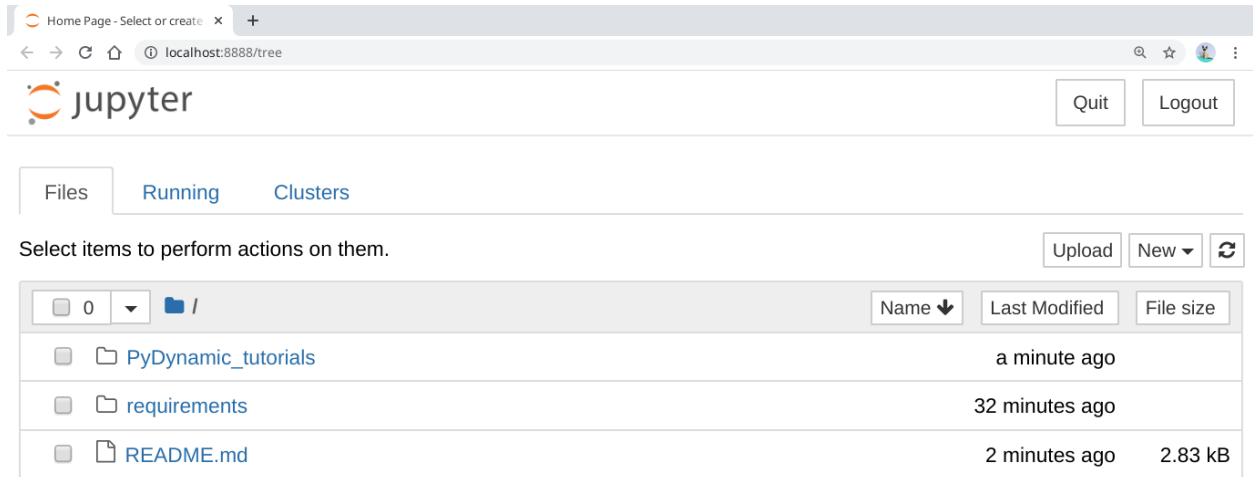 Home Page - Select or create
localhost:8888/tree
jupyter
Quit Logout
Files Running Clusters
Select items to perform actions on them.
Upload New
0 / Name Last Modified File size
PyDynamic_tutorials a minute ago
requirements 32 minutes ago
README.md 2 minutes ago 2.83 kB